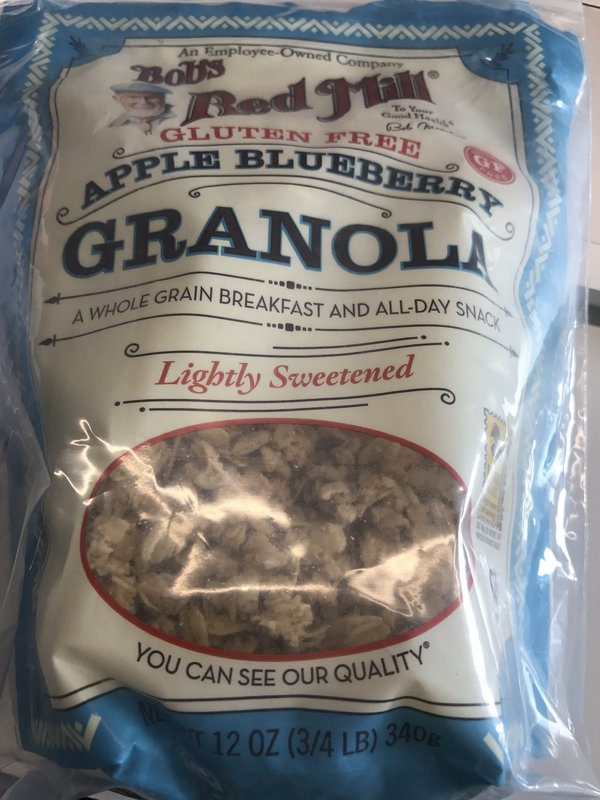 An Employee-Owned Company
Bob's
Red Mill®
To Your
Good Health®
GLUTEN FREE
GF
APPLE BLUEBERRY
GRANOLA
A WHOLE GRAIN BREAKFAST AND ALL-DAY SNACK
Lightly Sweetened
YOU CAN SEE OUR QUALITY®
12 OZ (3/4 LB) 340g